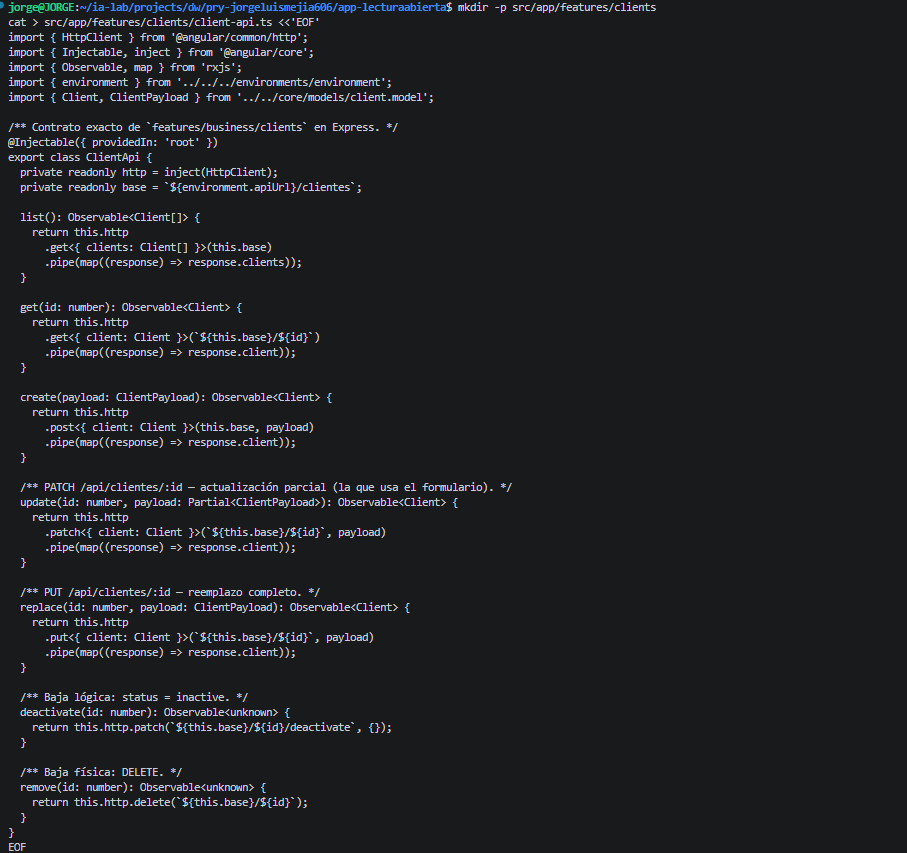 jorge@JORGE:~/ia-lab/projects/dw/pry-jorgeluismejia606/app-lecturaabierta$ mkdir -p src/app/features/clients
cat > src/app/features/clients/client-api.ts <<'EOF'
import { HttpClient } from '@angular/common/http';
import { Injectable, inject } from '@angular/core';
import { Observable, map } from 'rxjs';
import { environment } from '../../../environments/environment';
import { Client, ClientPayload } from '../../core/models/client.model';

/** Contrato exacto de `features/business/clients` en Express. */
@Injectable({ providedIn: 'root' })
export class ClientApi {
  private readonly http = inject(HttpClient);
  private readonly base = `${environment.apiUrl}/clientes`;

  list(): Observable<Client[]> {
    return this.http
      .get<{ clients: Client[] }>(this.base)
      .pipe(map((response) => response.clients));
  }

  get(id: number): Observable<Client> {
    return this.http
      .get<{ client: Client }>(`${this.base}/${id}`)
      .pipe(map((response) => response.client));
  }

  create(payload: ClientPayload): Observable<Client> {
    return this.http
      .post<{ client: Client }>(this.base, payload)
      .pipe(map((response) => response.client));
  }

  /** PATCH /api/clientes/:id — actualización parcial (la que usa el formulario). */
  update(id: number, payload: Partial<ClientPayload>): Observable<Client> {
    return this.http
      .patch<{ client: Client }>(`${this.base}/${id}`, payload)
      .pipe(map((response) => response.client));
  }

  /** PUT /api/clientes/:id — reemplazo completo. */
  replace(id: number, payload: ClientPayload): Observable<Client> {
    return this.http
      .put<{ client: Client }>(`${this.base}/${id}`, payload)
      .pipe(map((response) => response.client));
  }

  /** Baja lógica: status = inactive. */
  deactivate(id: number): Observable<unknown> {
    return this.http.patch(`${this.base}/${id}/deactivate`, {});
  }

  /** Baja física: DELETE. */
  remove(id: number): Observable<unknown> {
    return this.http.delete(`${this.base}/${id}`);
  }
}
EOF